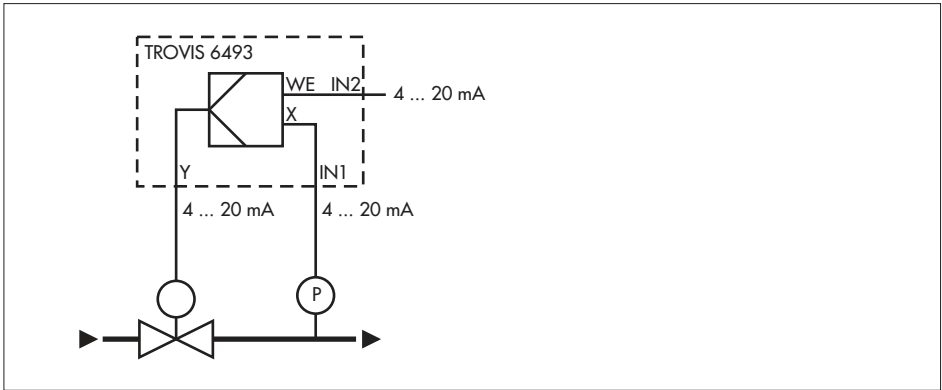 TROVIS 6493
WE IN2 4 ... 20 mA
X
Y IN1
4 ... 20 mA 4 ... 20 mA
P